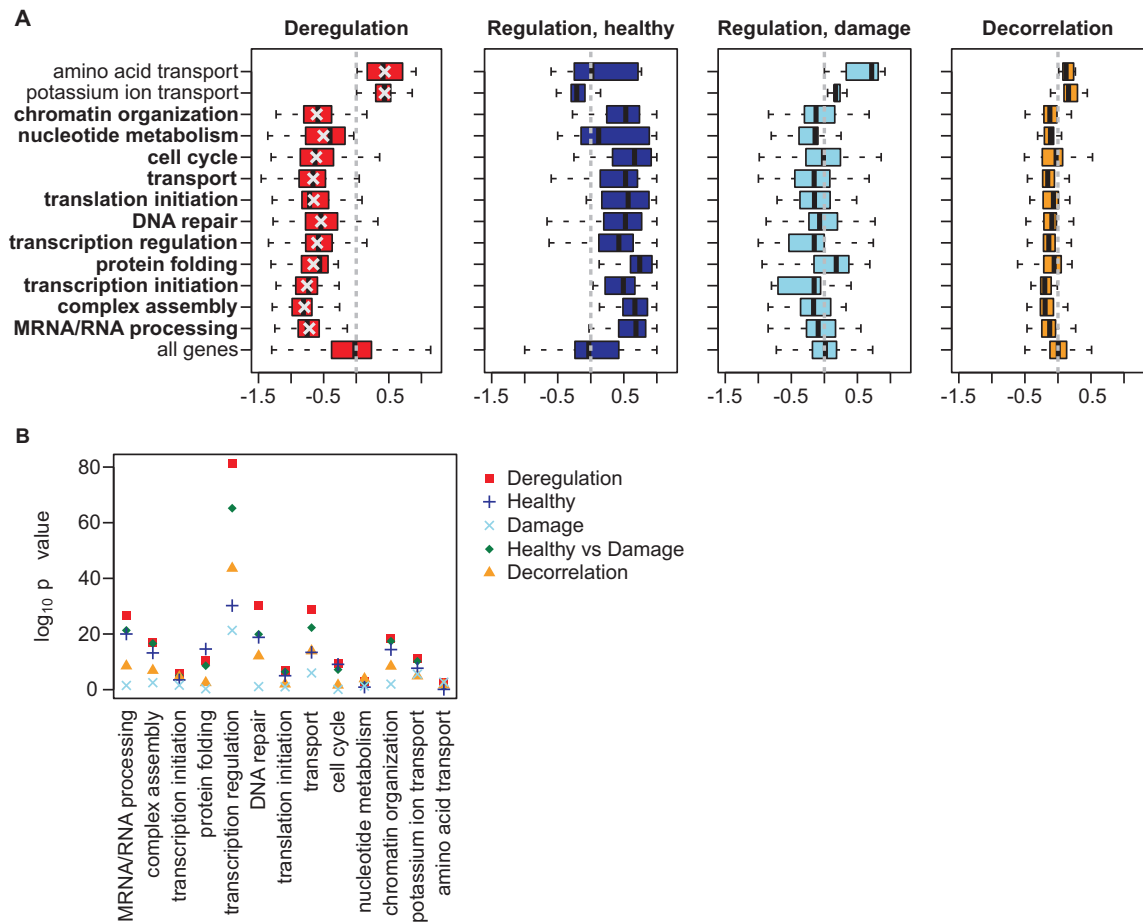 A
Deregulation
Regulation, healthy
Regulation, damage
Decorrelation
amino acid transport
potassium ion transport
chromatin organization
nucleotide metabolism
cell cycle
transport
translation initiation
DNA repair
transcription regulation
protein folding
transcription initiation
complex assembly
MRNA/RNA processing
all genes
-1.5 -0.5 0.5
-1.5 -0.5 0.5
-1.5 -0.5 0.5
-1.5 -0.5 0.5
B
log10 p value
80
60
40
20
0
Deregulation
Healthy
Damage
Healthy vs Damage
Decorrelation
MRNA/RNA processing
complex assembly
transcription initiation
protein folding
transcription regulation
DNA repair
translation initiation
transport
cell cycle
nucleotide metabolism
chromatin organization
potassium ion transport
amino acid transport